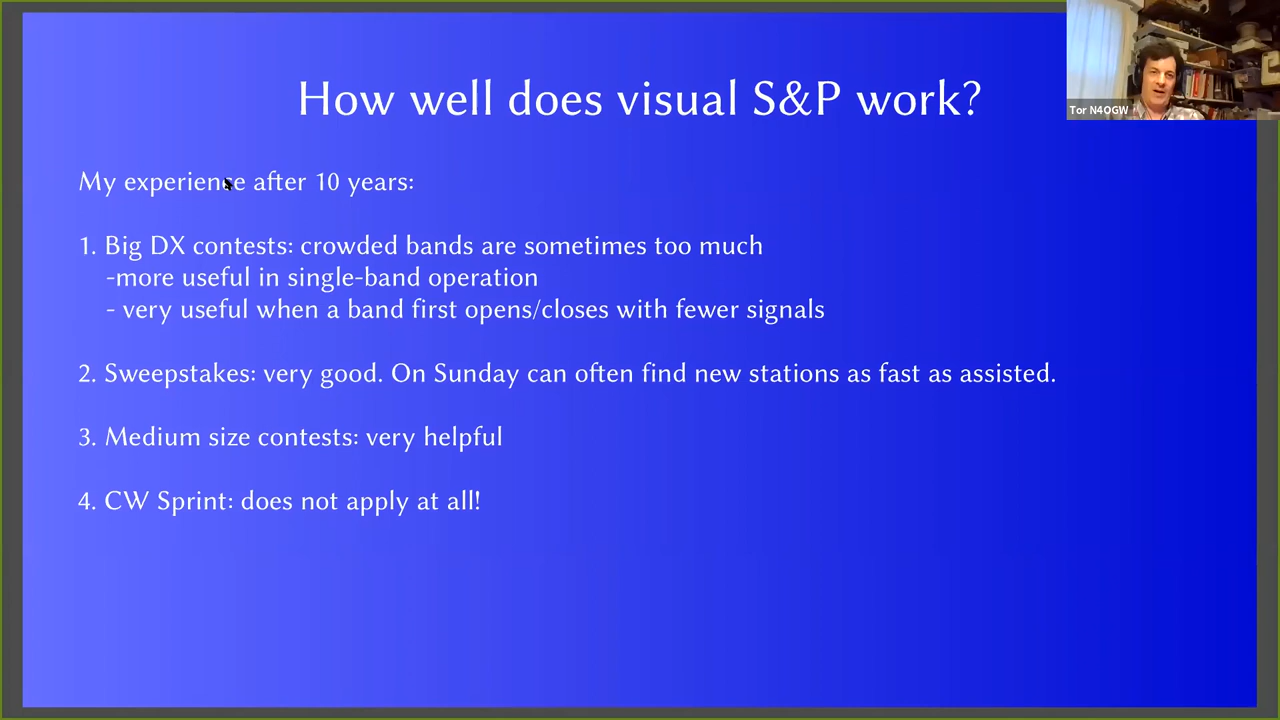 How well does visual S&P work?
Tor N4OGW
My experience after 10 years:
1. Big DX contests: crowded bands are sometimes too much
-more useful in single-band operation
- very useful when a band first opens/closes with fewer signals
2. Sweepstakes: very good. On Sunday can often find new stations as fast as assisted.
3. Medium size contests: very helpful
4. CW Sprint: does not apply at all!